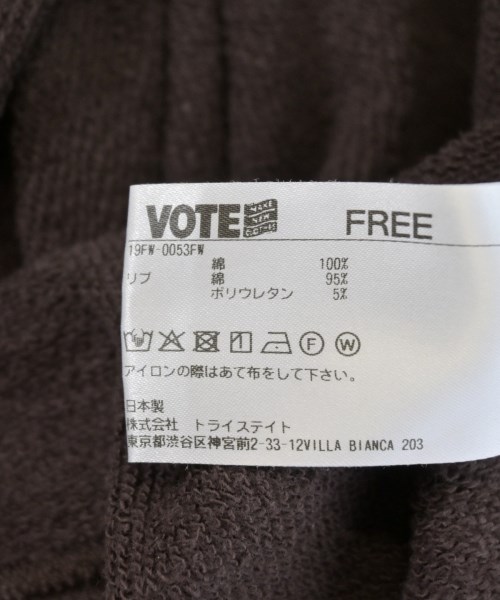 VOTE MAKE NEW CLOTHES FREE
19FW-0053FW
綿 100%
リブ 綿 95%
ポリウレタン 5%
F W
アイロンの際はあて布をして下さい。
日本製
株式会社 トライステイト
東京都渋谷区神宮前2-33-12VILLA BIANCA 203